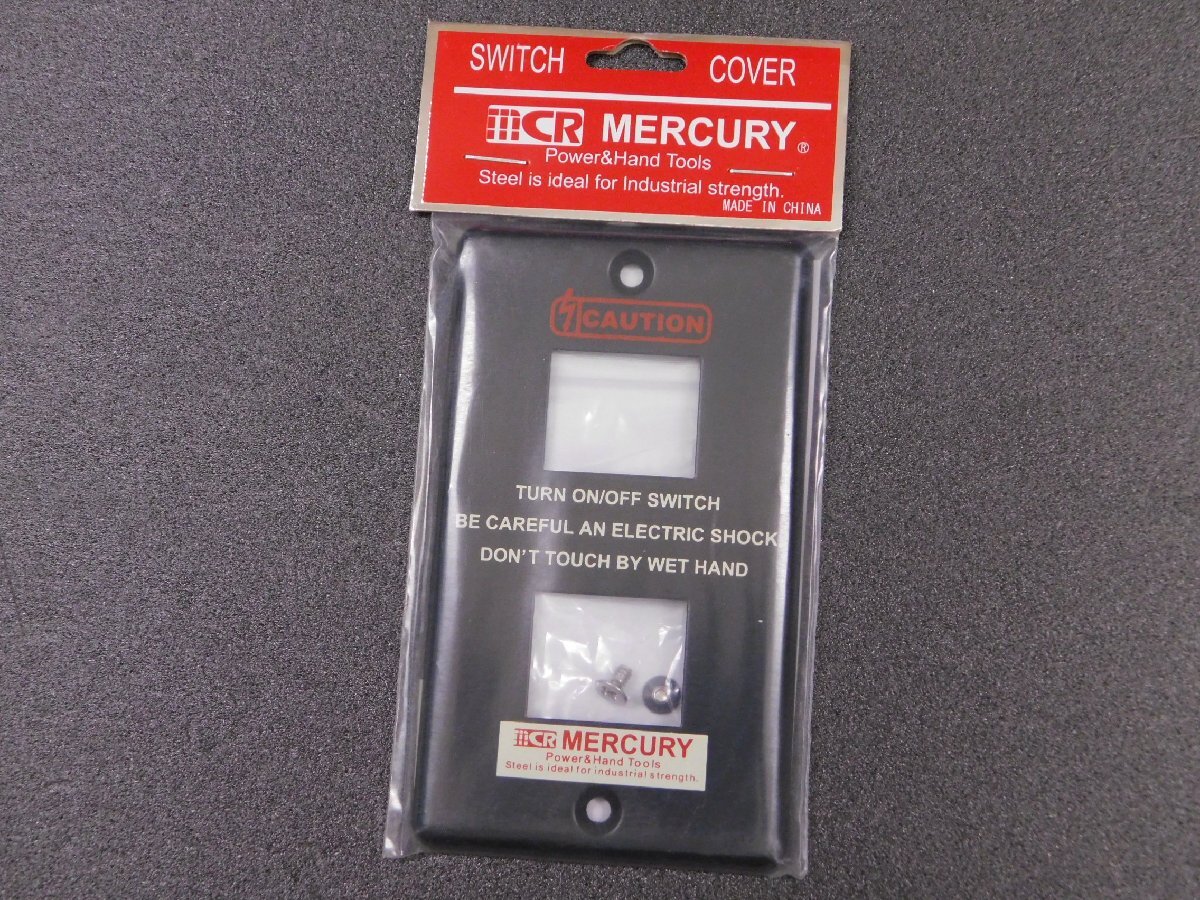 SWITCH COVER
MCR MERCURY®
Power&Hand Tools
Steel is ideal for Industrial strength.
MADE IN CHINA
CAUTION
TURN ON/OFF SWITCH
BE CAREFUL AN ELECTRIC SHOCK
DON'T TOUCH BY WET HAND
MCR MERCURY
Power&Hand Tools
Steel is ideal for industrial strength.